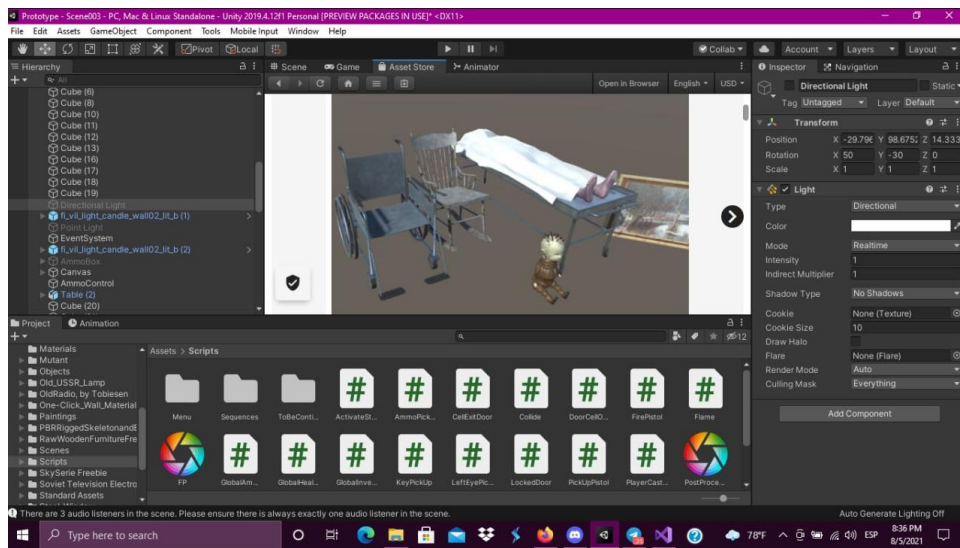 Prototype - Scene003 - PC, Mac & Linux Standalone - Unity 2019.4.12f1 Personal [PREVIEW PACKAGES IN USE]* <DX11>
File Edit Assets GameObject Component Tools Mobile Input Window Help
Pivot Local Collab Account Layers Layout
Hierarchy
All
Cube (6)
Cube (8)
Cube (10)
Cube (11)
Cube (12)
Cube (13)
Cube (16)
Cube (17)
Cube (18)
Cube (19)
Directional Light
fi_vil_light_candle_wall02_lit_b (1)
Point Light
EventSystem
fi_vil_light_candle_wall02_lit_b (2)
AmmoBox
Canvas
AmmoControl
Table (2)
Cube (20)
Scene Game Asset Store Animator
Open in Browser English USD
Inspector Navigation
Directional Light Static
Tag Untagged Layer Default
Transform
Position X -29.796 Y 98.6752 Z 14.333
Rotation X 50 Y -30 Z 0
Scale X 1 Y 1 Z 1
Light
Type Directional
Color
Mode Realtime
Intensity 1
Indirect Multiplier 1
Shadow Type No Shadows
Cookie None (Texture)
Cookie Size 10
Draw Halo
Flare None (Flare)
Render Mode Auto
Culling Mask Everything
Add Component
Project Animation
12
Materials
Mutant
Objects
Old_USSR_Lamp
OldRadio, by Tobiesen
One-Click_Wall_Material
Paintings
PBRRiggedSkeletonandE
RawWoodenFurnitureFre
Scenes
Scripts
SkySerie Freebie
Soviet Television Electro
Standard Assets
Assets > Scripts
Menu Sequences ToBeConti... ActivateSt... AmmoPick... CellExitDoor Collide DoorCellO... FirePistol Flame
FP GlobalAm... GlobalHeal... GlobalInve... KeyPickUp LeftEyePic... LockedDoor PickUpPistol PlayerCast... PostProce...
There are 3 audio listeners in the scene. Please ensure there is always exactly one audio listener in the scene.
Auto Generate Lighting Off
Type here to search
78°F ESP 8:36 PM
8/5/2021